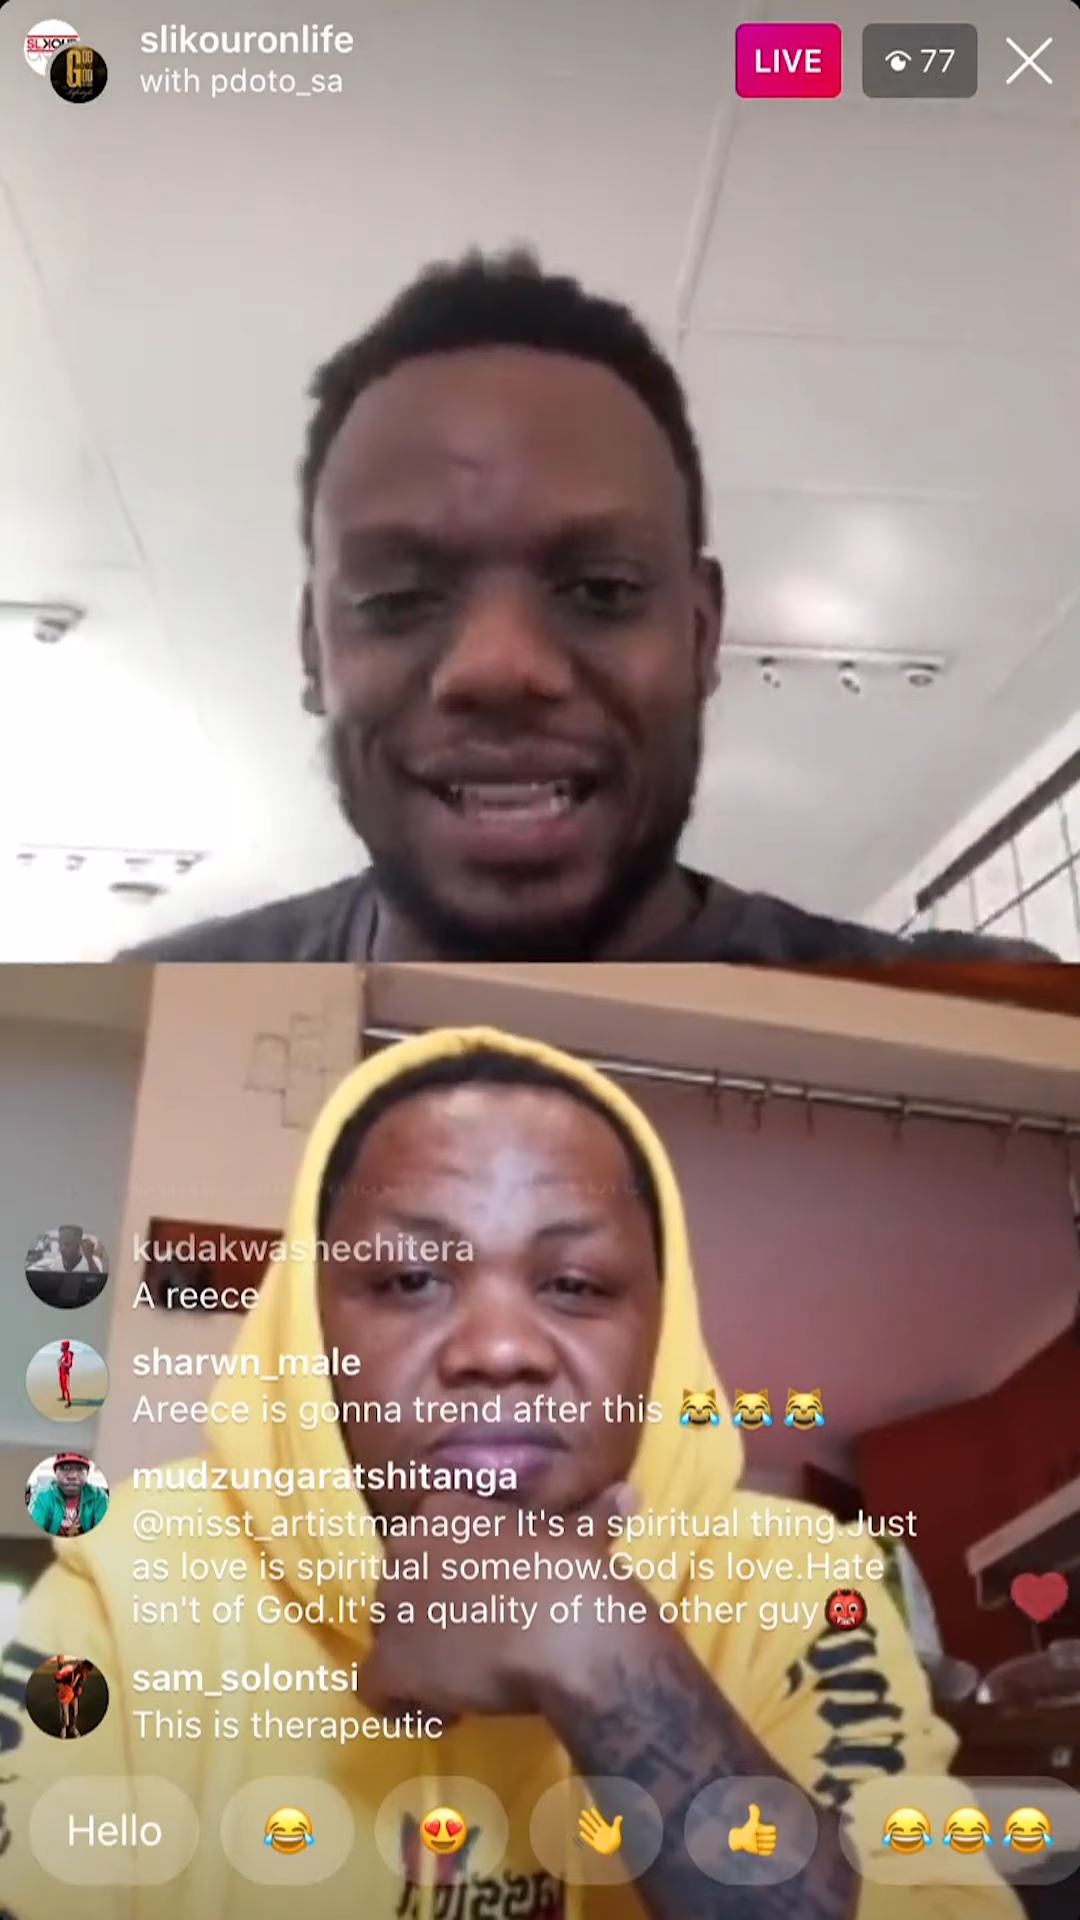 slikouronlife
with pdoto_sa
LIVE
77
kudakwashechitera
A reece
sharwn_male
Areece is gonna trend after this 😹 😹 😹
mudzungaratshitanga
@misst_artistmanager It's a spiritual thing.Just
as love is spiritual somehow.God is love.Hate
isn't of God.It's a quality of the other guy👹
sam_solontsi
This is therapeutic
Hello 😂 😍 👋 👍 😂 😂 😂